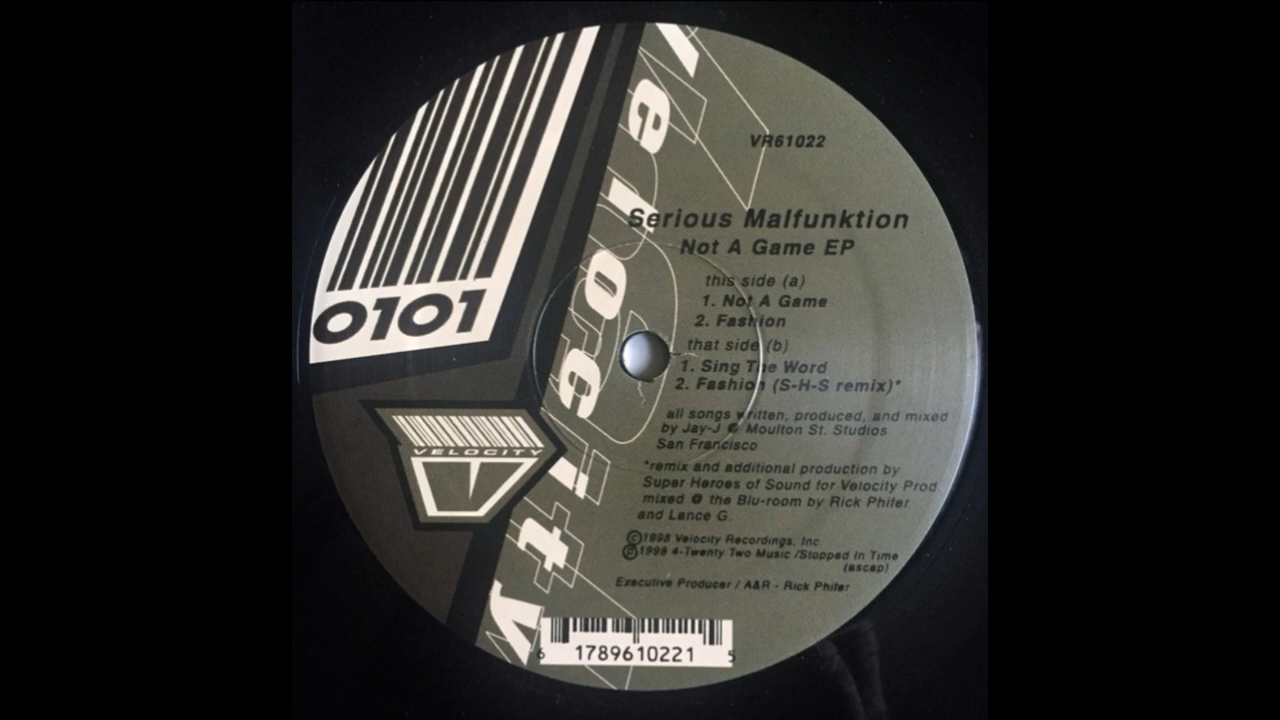 velocity
0101
VELOCITY
VR61022
Serious Malfunktion
Not A Game EP
this side (a)
1. Not A Game
2. Fashion
that side (b)
1. Sing The Word
2. Fashion (S-H-S remix)*
all songs written, produced, and mixed
by Jay-J @ Moulton St. Studios
San Francisco
*remix and additional production by
Super Heroes of Sound for Velocity Prod.
mixed @ the Blu-room by Rick Phifer
and Lance G.
©1998 Velocity Recordings, Inc.
℗1998 4-Twenty Two Music /Stopped In Time
(ascap)
Executive Producer / A&R - Rick Phifer
6 1789610221 5